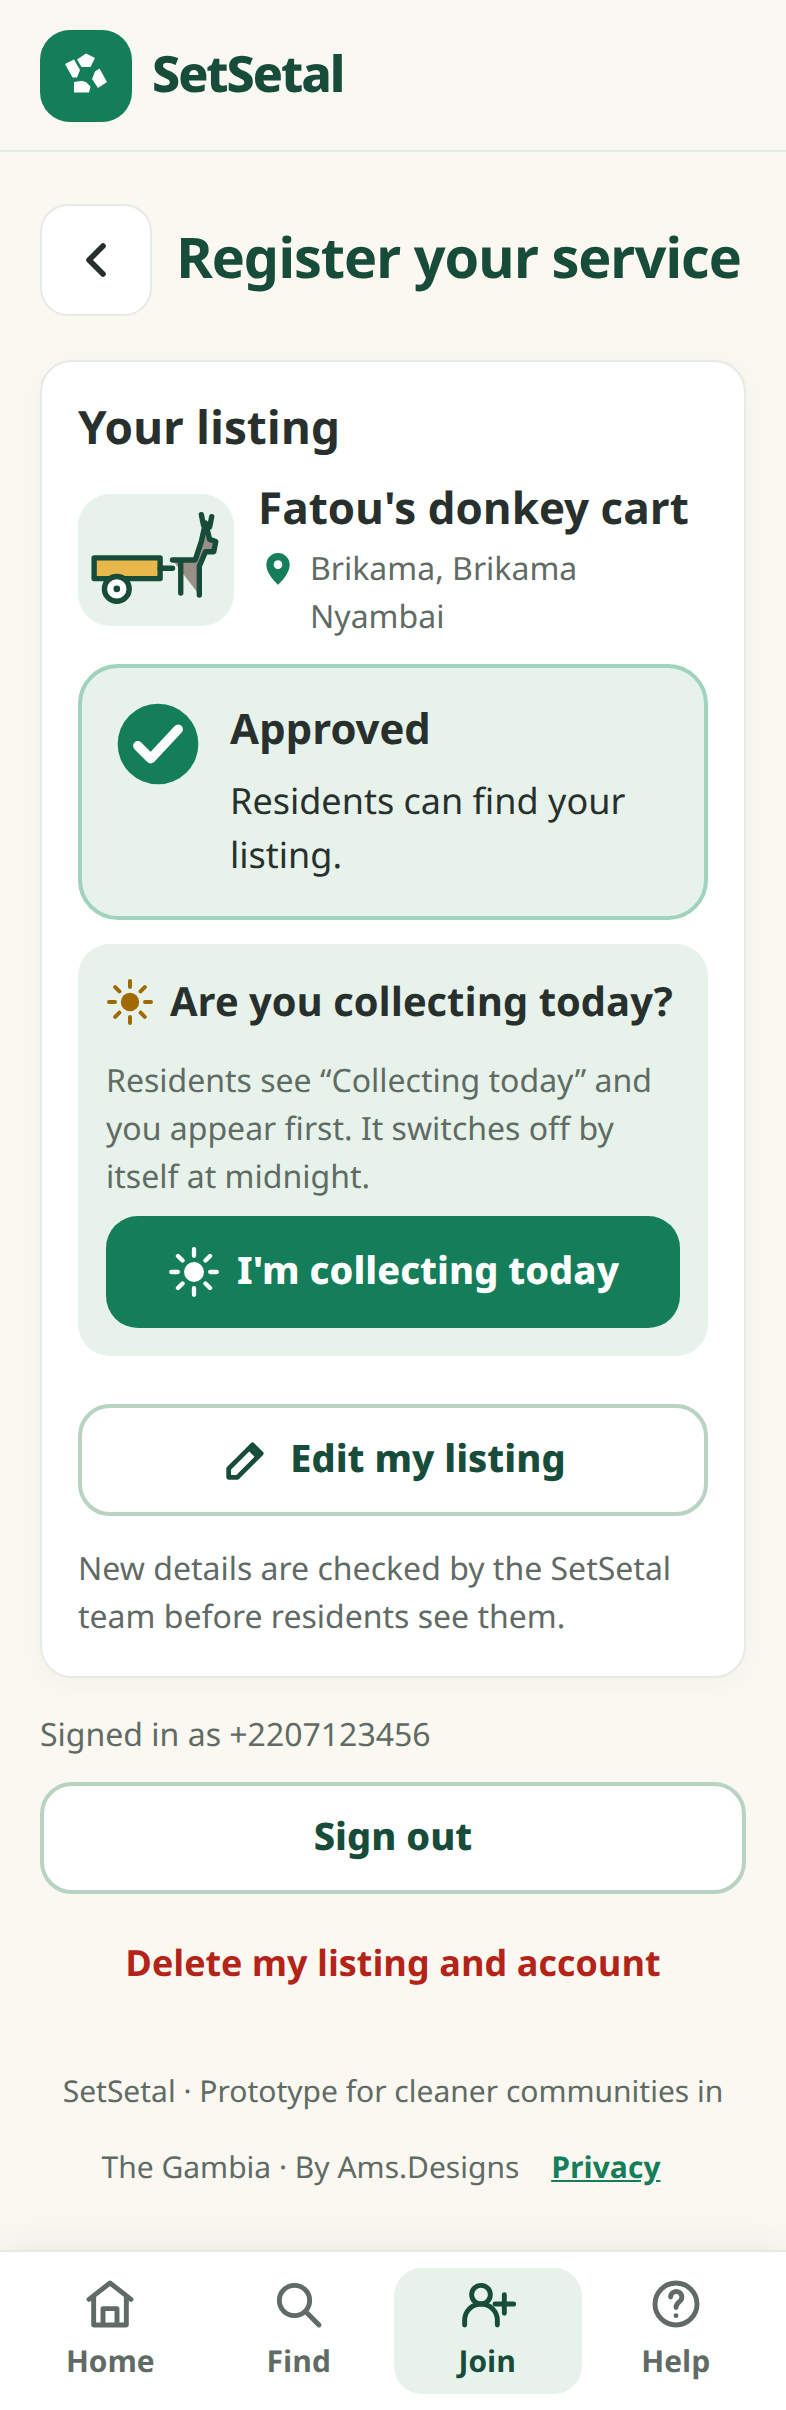 SetSetal
Register your service
Your listing
Fatou's donkey cart
Brikama, Brikama
Nyambai
Approved
Residents can find your
listing.
Are you collecting today?
Residents see “Collecting today” and
you appear first. It switches off by
itself at midnight.
I'm collecting today
Edit my listing
New details are checked by the SetSetal
team before residents see them.
Signed in as +2207123456
Sign out
Delete my listing and account
SetSetal · Prototype for cleaner communities in
The Gambia · By Ams.Designs Privacy
Home Find Join Help